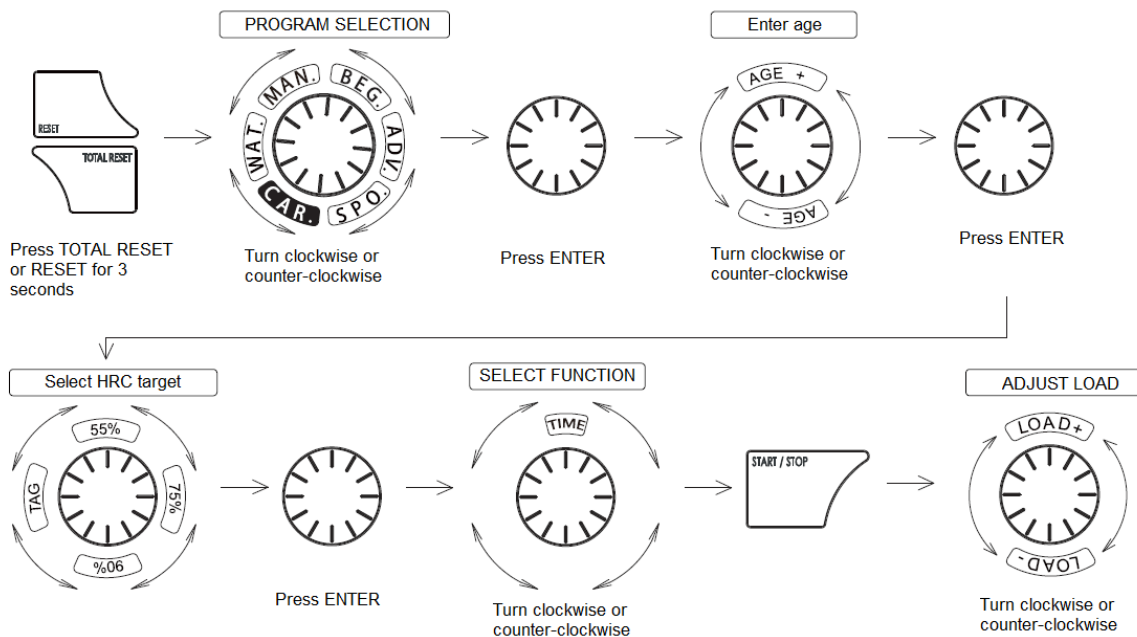 PROGRAM SELECTION
Enter age
RESET
TOTAL RESET
MAN.
BEG.
ADV.
SPO.
CAR.
WAT.
AGE +
AGE -
Press TOTAL RESET
or RESET for 3
seconds
Turn clockwise or
counter-clockwise
Press ENTER
Turn clockwise or
counter-clockwise
Press ENTER
Select HRC target
SELECT FUNCTION
ADJUST LOAD
55%
75%
90%
TAG
TIME
START / STOP
LOAD+
LOAD-
Press ENTER
Turn clockwise or
counter-clockwise
Turn clockwise or
counter-clockwise